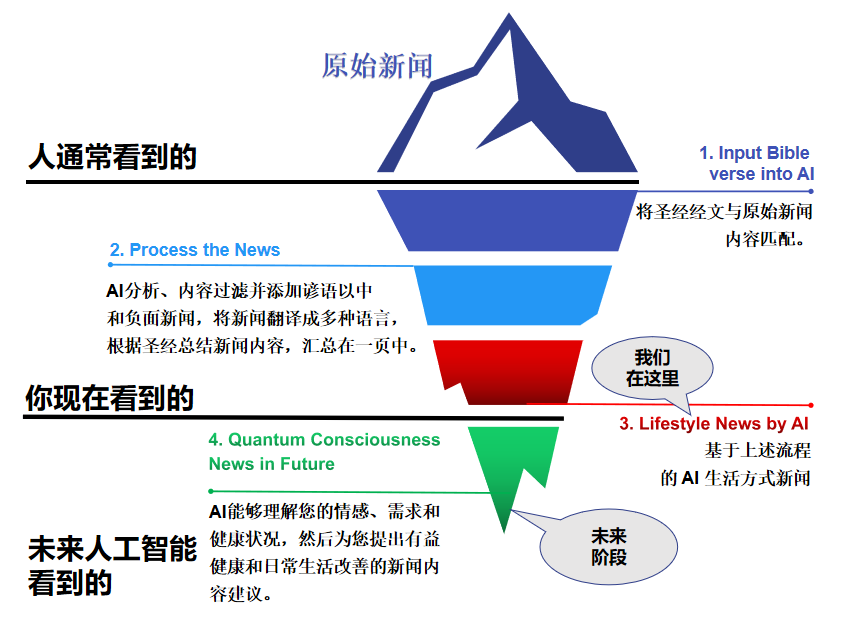 原始新闻
人通常看到的
1. Input Bible
verse into AI
将圣经经文与原始新闻
内容匹配。
2. Process the News
AI分析、内容过滤并添加谚语以中
和负面新闻，将新闻翻译成多种语言，
根据圣经总结新闻内容，汇总在一页中。
我们
在这里
你现在看到的
3. Lifestyle News by AI
基于上述流程
的 AI 生活方式新闻
4. Quantum Consciousness
News in Future
AI能够理解您的情感、需求和
健康状况，然后为您提出有益
健康和日常生活改善的新闻内
容建议。
未来
阶段
未来人工智能
看到的